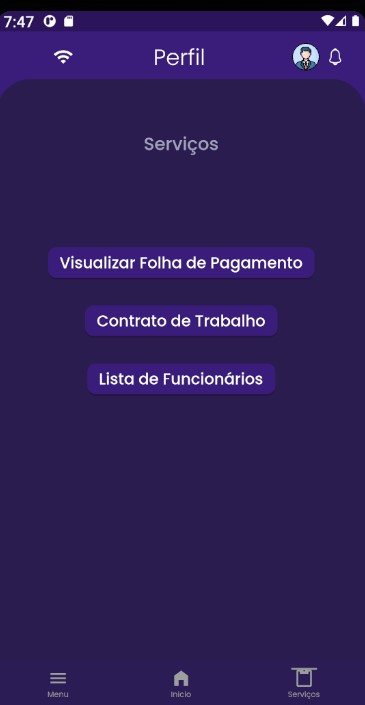 7:47
Perfil
Serviços
Visualizar Folha de Pagamento
Contrato de Trabalho
Lista de Funcionários
Menu
Inicio
Serviços